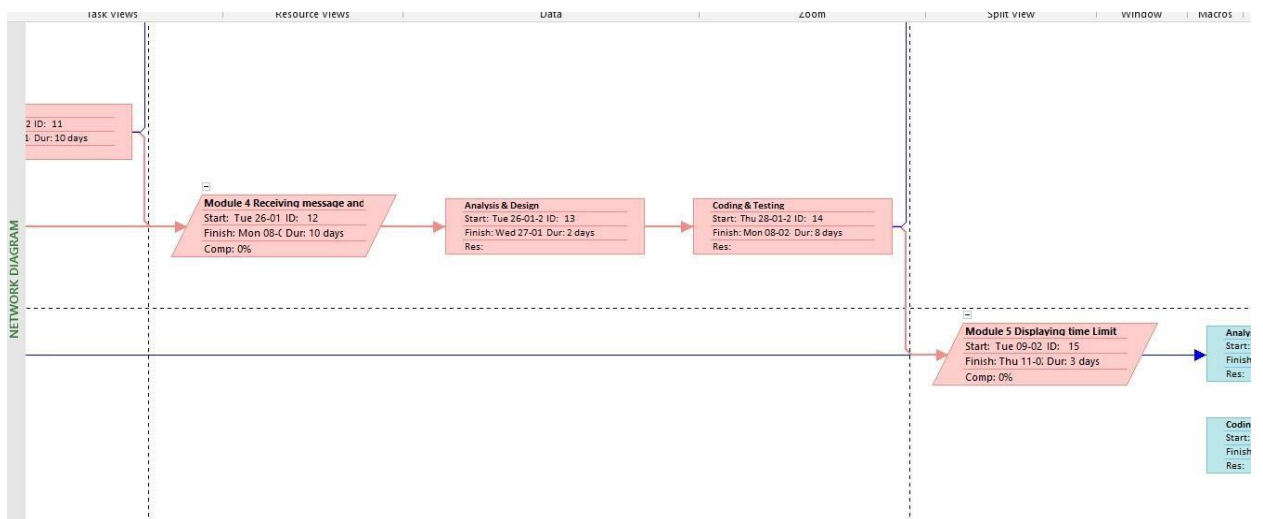 Task Views Resource Views Data Zoom Split View Window Macros
NETWORK DIAGRAM
2 ID: 11
1 Dur: 10 days
Module 4 Receiving message and
Start: Tue 26-01 ID: 12
Finish: Mon 08-( Dur: 10 days
Comp: 0%
Analysis & Design
Start: Tue 26-01-2 ID: 13
Finish: Wed 27-01 Dur: 2 days
Res:
Coding & Testing
Start: Thu 28-01-2 ID: 14
Finish: Mon 08-02 Dur: 8 days
Res:
Module 5 Displaying time Limit
Start: Tue 09-02 ID: 15
Finish: Thu 11-0 Dur: 3 days
Comp: 0%
Analy
Start:
Finish
Res:
Codin
Start:
Finish
Res: